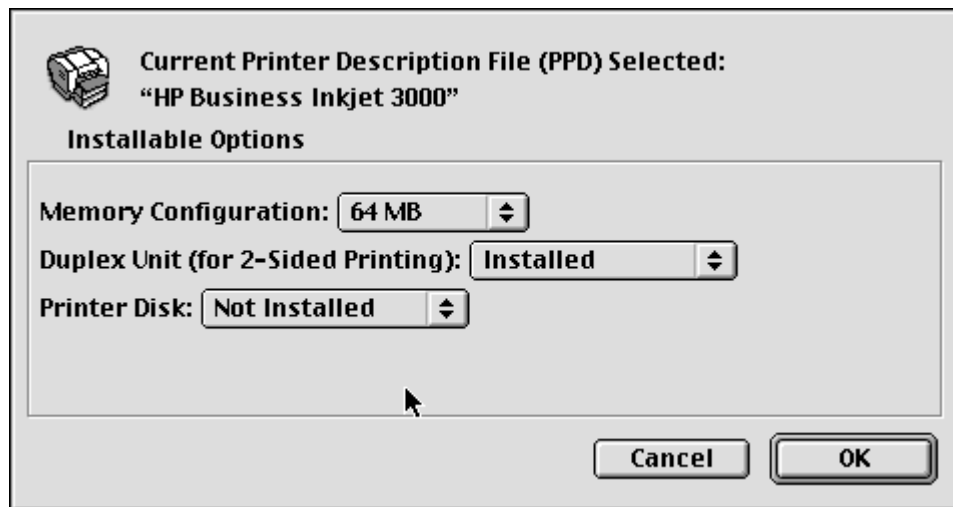 Current Printer Description File (PPD) Selected:
“HP Business Inkjet 3000”
Installable Options
Memory Configuration: 64 MB
Duplex Unit (for 2-Sided Printing): Installed
Printer Disk: Not Installed
Cancel OK